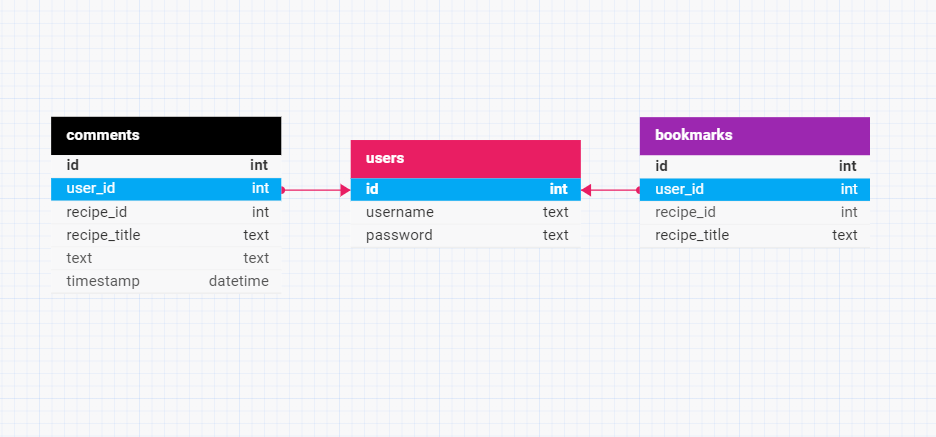 comments
id int
user_id int
recipe_id int
recipe_title text
text text
timestamp datetime
users
id int
username text
password text
bookmarks
id int
user_id int
recipe_id int
recipe_title text